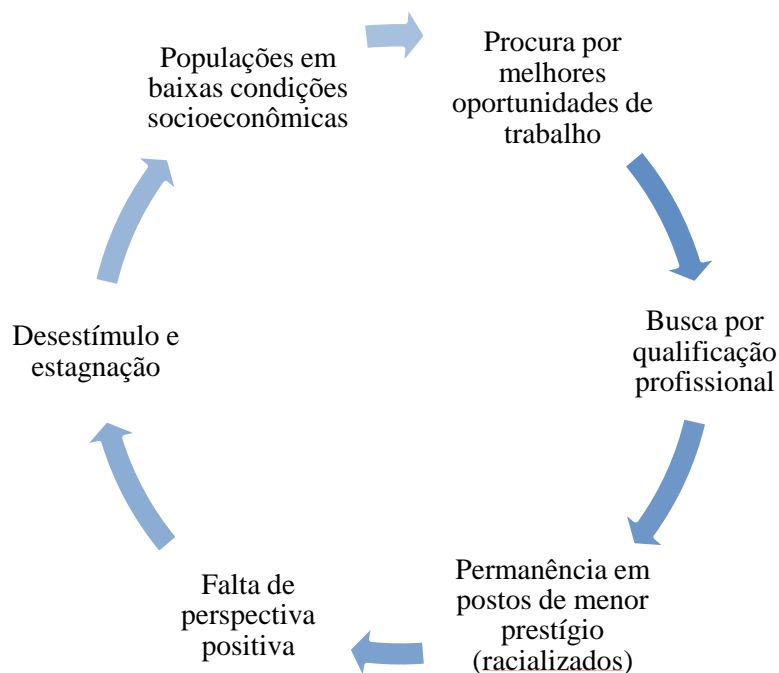 Populações em
baixas condições
socioeconômicas
Procura por
melhores
oportunidades de
trabalho
Busca por
qualificação
profissional
Permanência em
postos de menor
prestígio
(racializados)
Falta de
perspectiva
positiva
Desestímulo e
estagnação